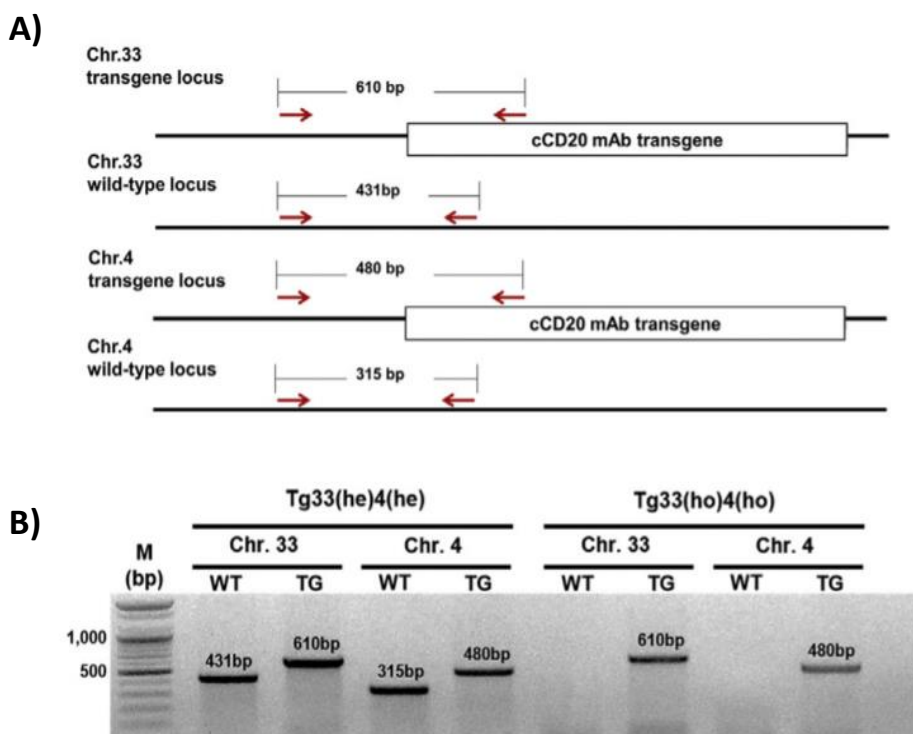 A)
Chr.33
transgene locus
610 bp
cCD20 mAb transgene
Chr.33
wild-type locus
431bp
Chr.4
transgene locus
480 bp
cCD20 mAb transgene
Chr.4
wild-type locus
315 bp
B)
Tg33(he)4(he) Tg33(ho)4(ho)
M
(bp)
Chr. 33 Chr. 4 Chr. 33 Chr. 4
WT TG WT TG WT TG WT TG
1,000
500
431bp 610bp 315bp 480bp 610bp 480bp